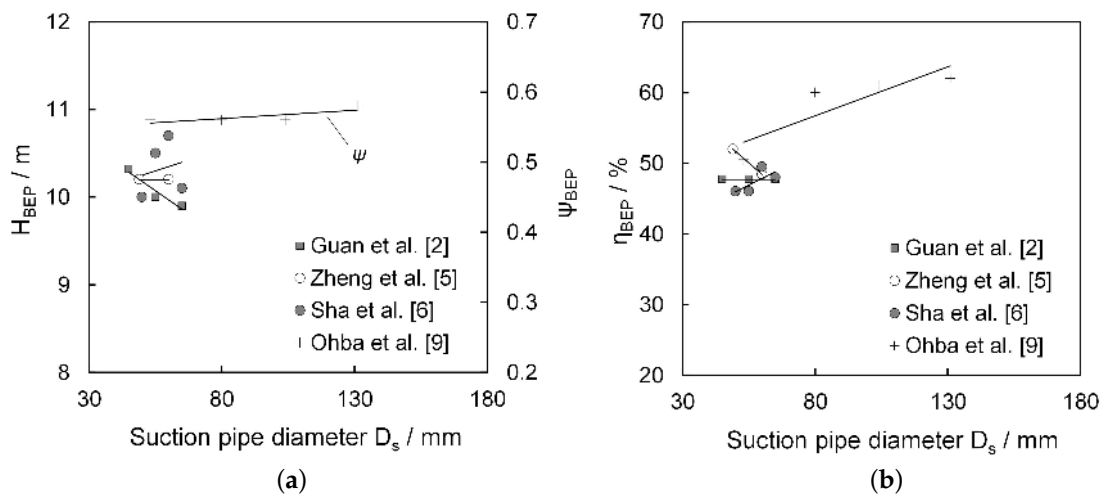 12
11
10
9
8
H_BEP / m
0.7
0.6
0.5
0.4
0.3
0.2
Ψ_BEP
ψ
Guan et al. [2]
Zheng et al. [5]
Sha et al. [6]
Ohba et al. [9]
30 80 130 180
Suction pipe diameter D_s / mm
(a)
70
60
50
40
30
20
η_BEP / %
Guan et al. [2]
Zheng et al. [5]
Sha et al. [6]
Ohba et al. [9]
30 80 130 180
Suction pipe diameter D_s / mm
(b)